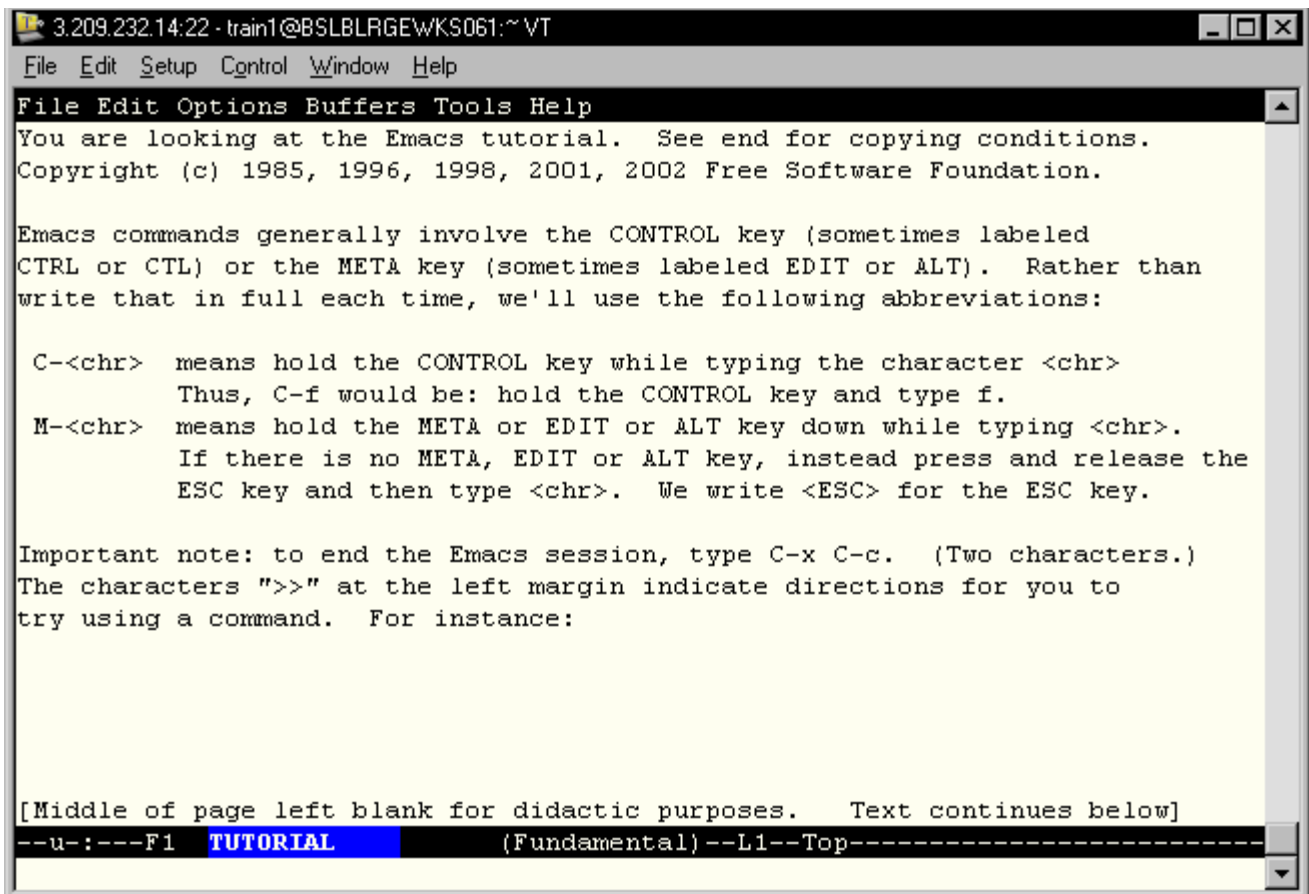 3.209.232.14:22 - train1@BSLBLRGEWKS061:~ VT
File Edit Setup Control Window Help
File Edit Options Buffers Tools Help
You are looking at the Emacs tutorial.  See end for copying conditions.
Copyright (c) 1985, 1996, 1998, 2001, 2002 Free Software Foundation.

Emacs commands generally involve the CONTROL key (sometimes labeled
CTRL or CTL) or the META key (sometimes labeled EDIT or ALT).  Rather than
write that in full each time, we'll use the following abbreviations:

 C-<chr>  means hold the CONTROL key while typing the character <chr>
          Thus, C-f would be: hold the CONTROL key and type f.
 M-<chr>  means hold the META or EDIT or ALT key down while typing <chr>.
          If there is no META, EDIT or ALT key, instead press and release the
          ESC key and then type <chr>.  We write <ESC> for the ESC key.

Important note: to end the Emacs session, type C-x C-c.  (Two characters.)
The characters ">>" at the left margin indicate directions for you to
try using a command.  For instance:

[Middle of page left blank for didactic purposes.   Text continues below]
--u-:---F1  TUTORIAL          (Fundamental)--L1--Top--------------------------